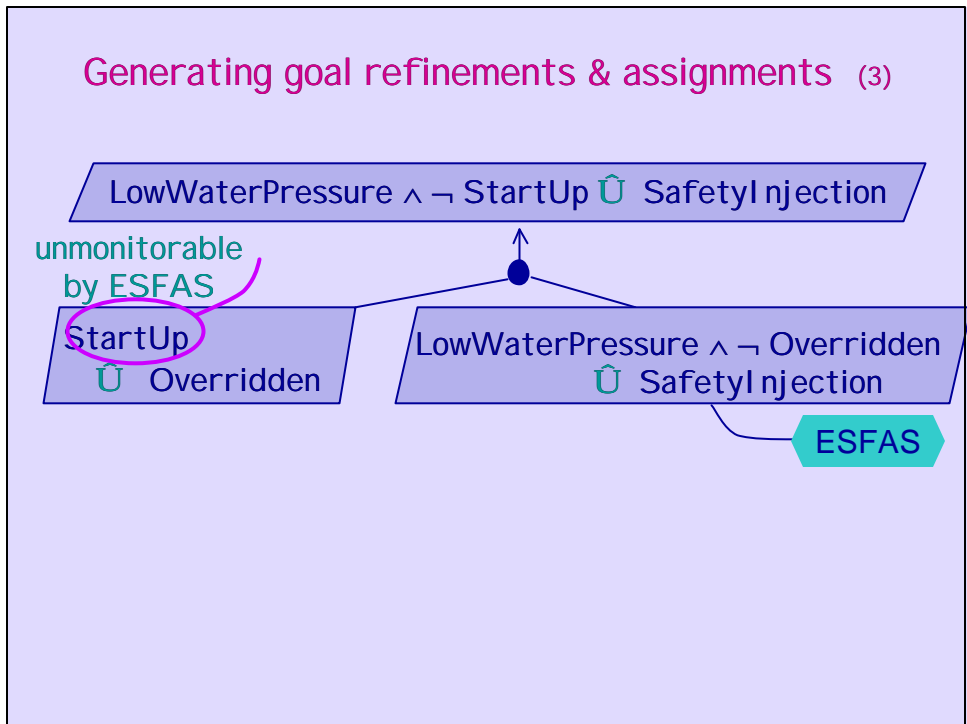 Generating goal refinements & assignments (3)
LowWaterPressure ∧ ¬ StartUp Û SafetyInjection
unmonitorable
by ESFAS
StartUp
Û Overridden
LowWaterPressure ∧ ¬ Overridden
Û SafetyInjection
ESFAS